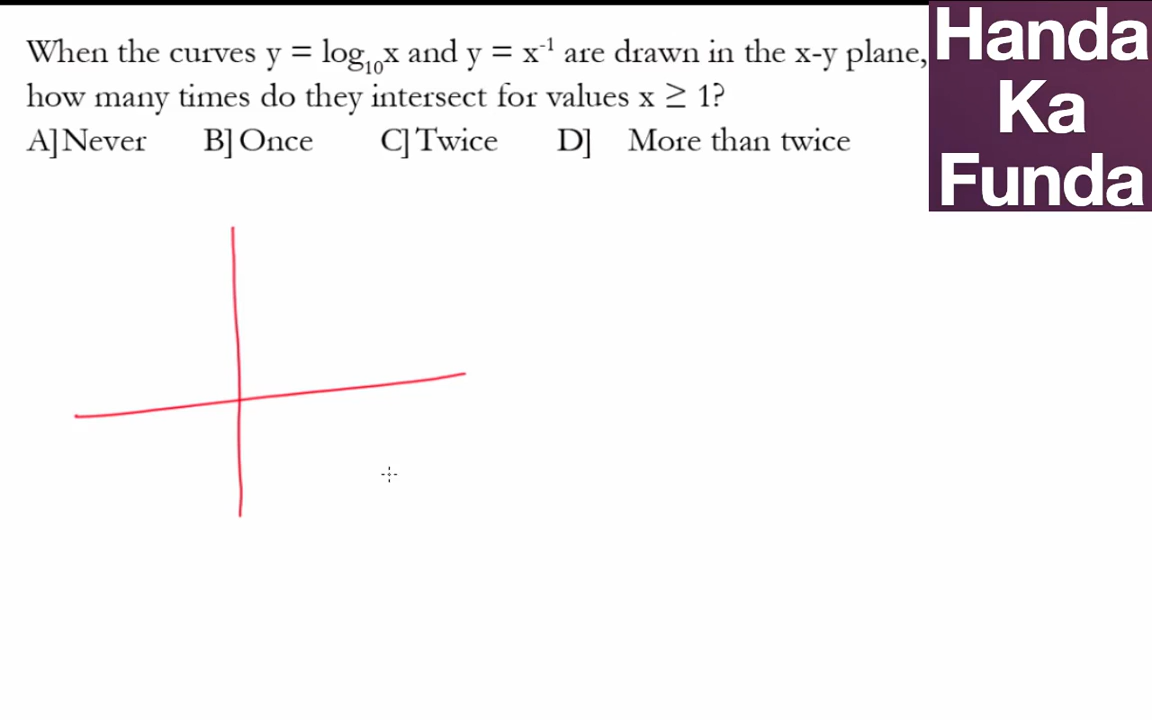 When the curves y = log₁₀x and y = x⁻¹ are drawn in the x-y plane,
how many times do they intersect for values x ≥ 1?
A]Never B]Once C]Twice D] More than twice
Handa
Ka
Funda